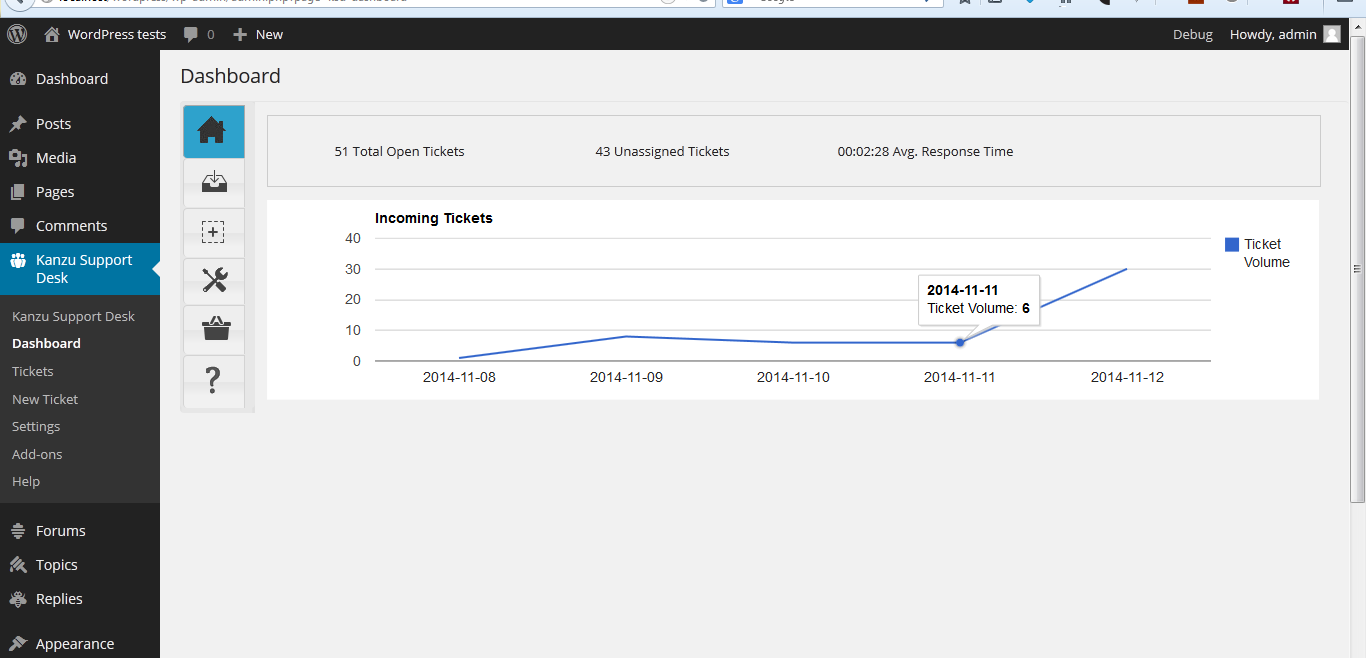 WordPress tests
0
New
Debug
Howdy, admin
Dashboard
Posts
Media
Pages
Comments
Kanzu Support
Desk
Kanzu Support Desk
Dashboard
Tickets
New Ticket
Settings
Add-ons
Help
Forums
Topics
Replies
Appearance
Dashboard
51 Total Open Tickets
43 Unassigned Tickets
00:02:28 Avg. Response Time
Incoming Tickets
40
30
20
10
0
2014-11-11
Ticket Volume: 6
Ticket
Volume
2014-11-08
2014-11-09
2014-11-10
2014-11-11
2014-11-12